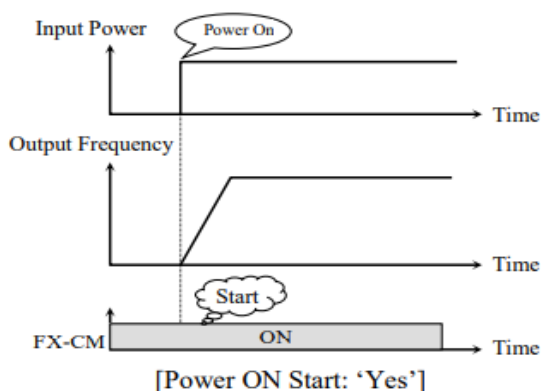 Input Power
Power On
Time
Output Frequency
Time
Start
FX-CM
ON
Time
[Power ON Start: ‘Yes’]